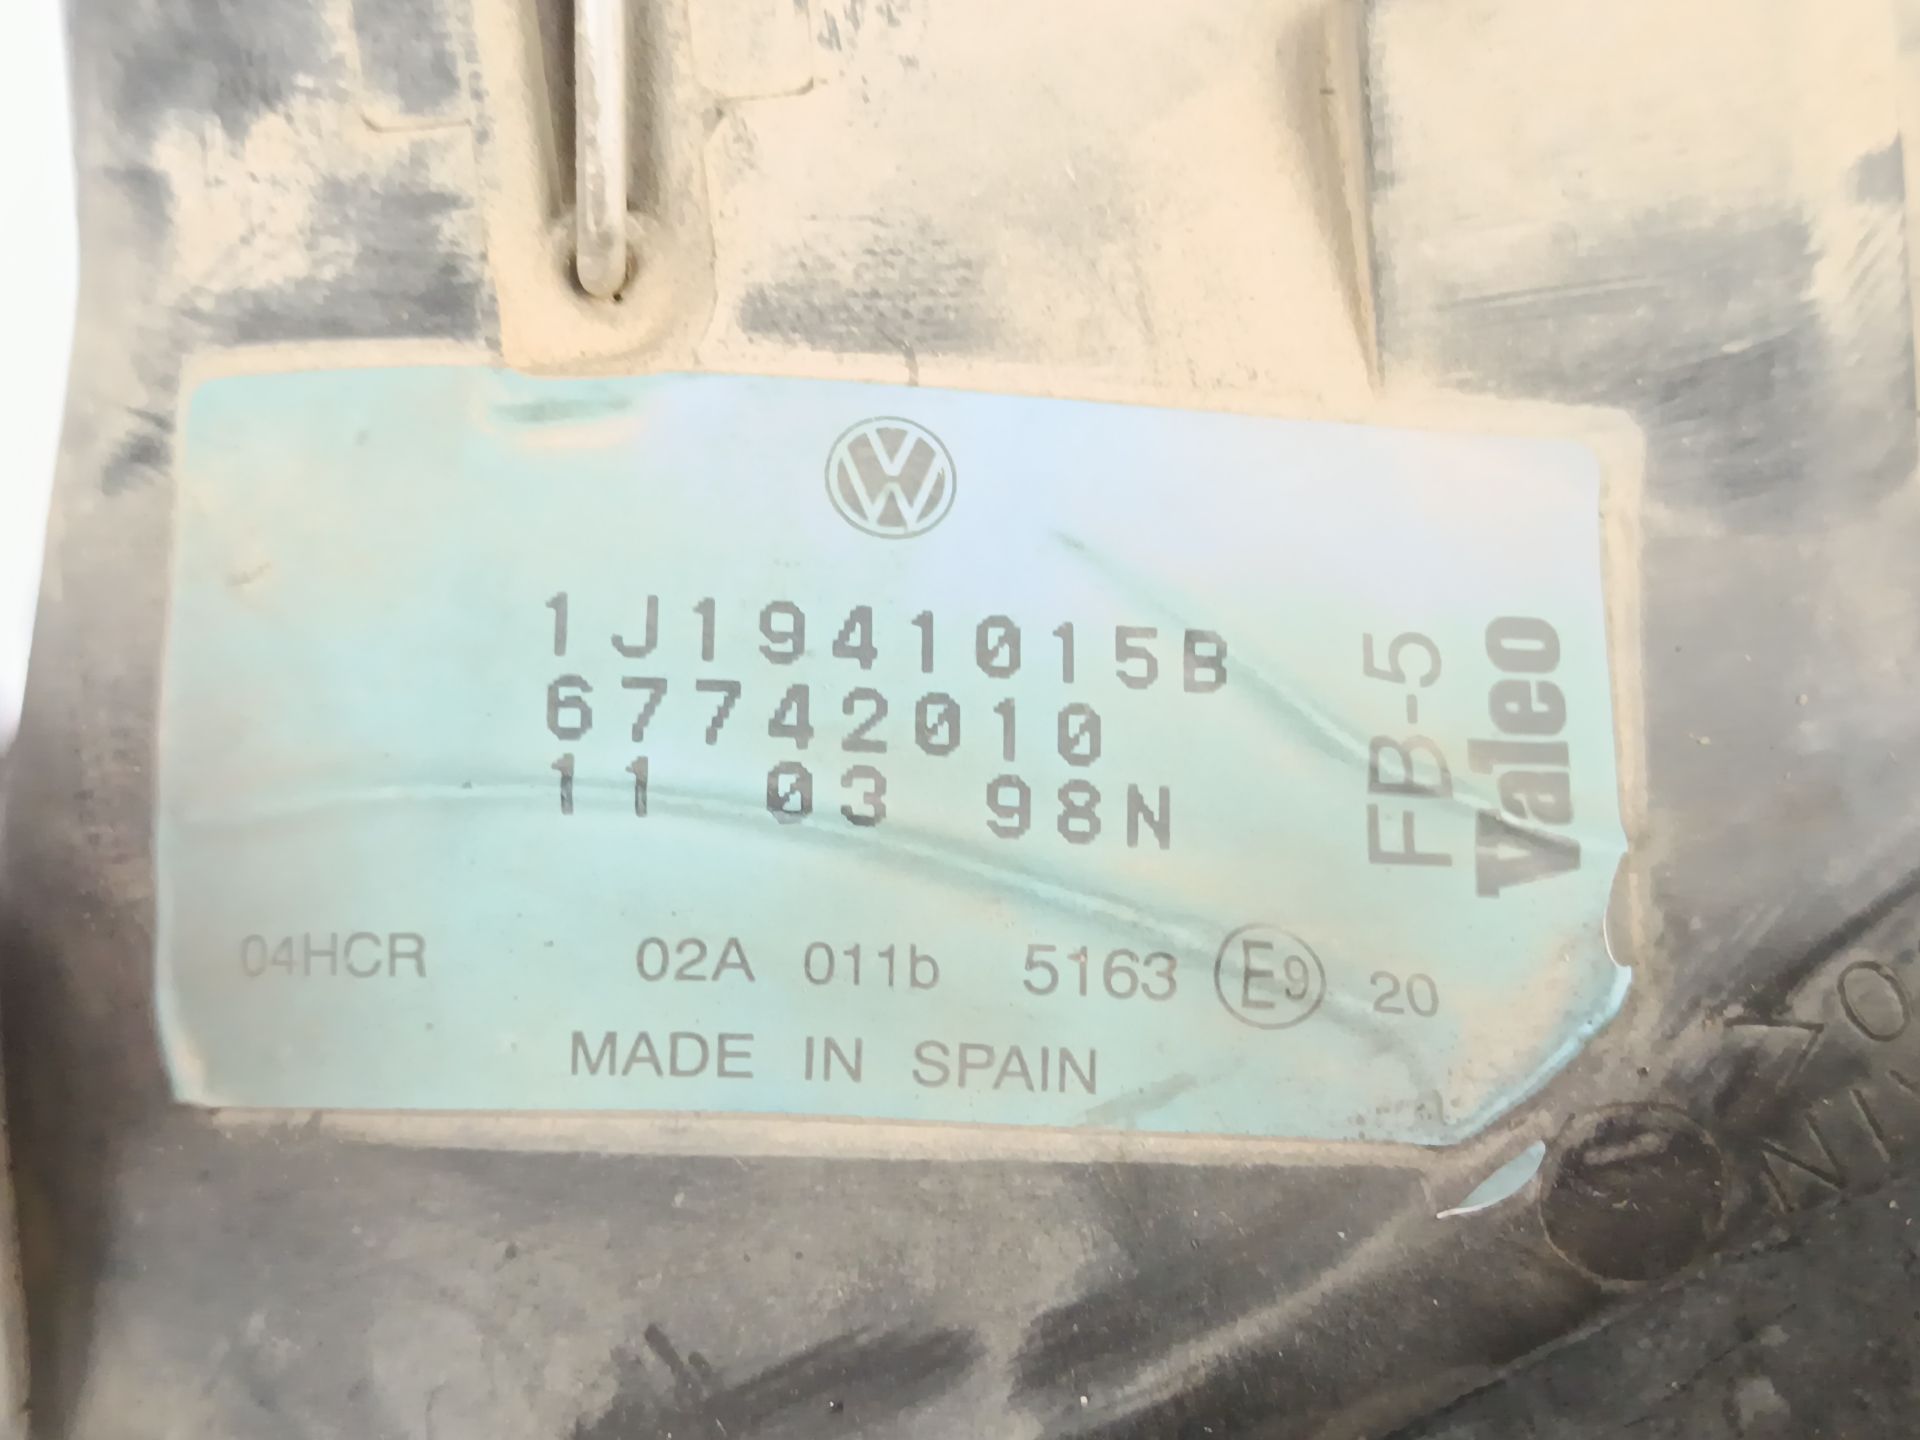 1J1941015B
67742010
11 03 98N
FB-5
Valeo
04HCR 02A 011b 5163 E9 20
MADE IN SPAIN